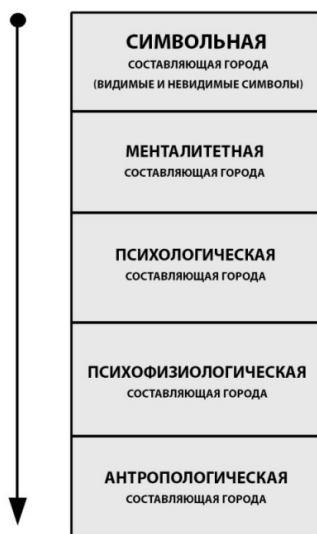 СИМВОЛЬНАЯ
СОСТАВЛЯЮЩАЯ ГОРОДА
(ВИДИМЫЕ И НЕВИДИМЫЕ СИМВОЛЫ)
МЕНТАЛИТЕТНАЯ
СОСТАВЛЯЮЩАЯ ГОРОДА
ПСИХОЛОГИЧЕСКАЯ
СОСТАВЛЯЮЩАЯ ГОРОДА
ПСИХОФИЗИОЛОГИЧЕСКАЯ
СОСТАВЛЯЮЩАЯ ГОРОДА
АНТРОПОЛОГИЧЕСКАЯ
СОСТАВЛЯЮЩАЯ ГОРОДА